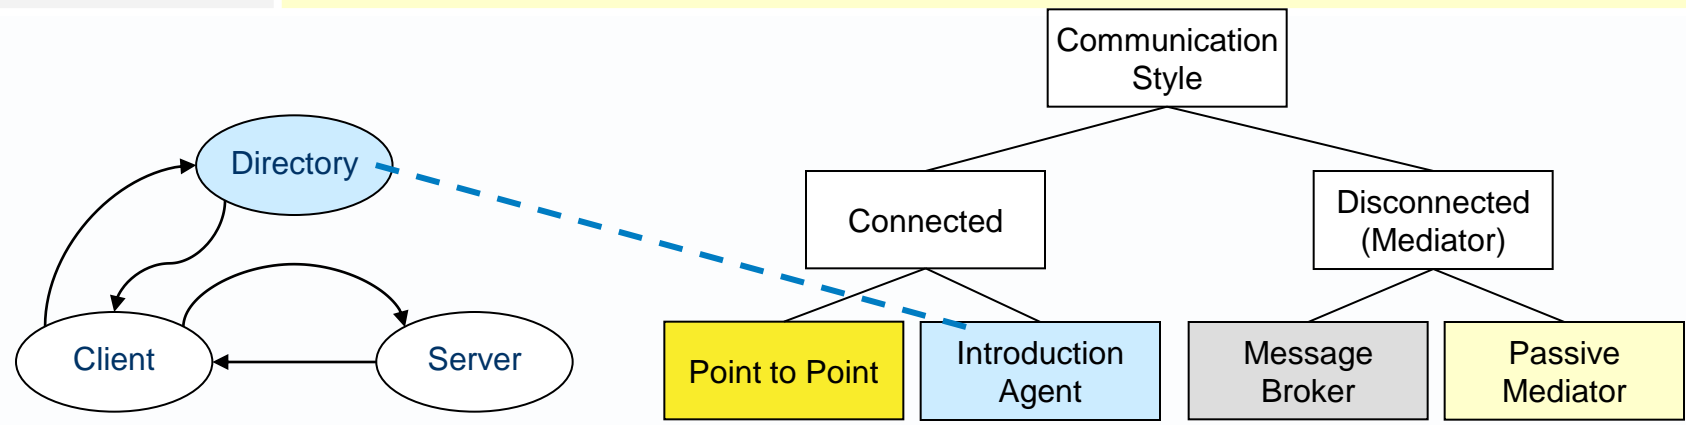 Communication
Style
Directory
Connected
Disconnected
(Mediator)
Client
Server
Point to Point
Introduction
Agent
Message
Broker
Passive
Mediator